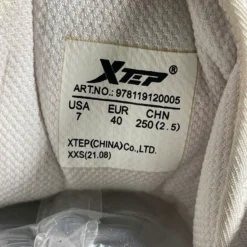 XTEP®
ART.NO.: 978119120005
USA EUR CHN
7 40 250(2.5)
XTEP(CHINA)Co.,LTD.
XXS(21.08)